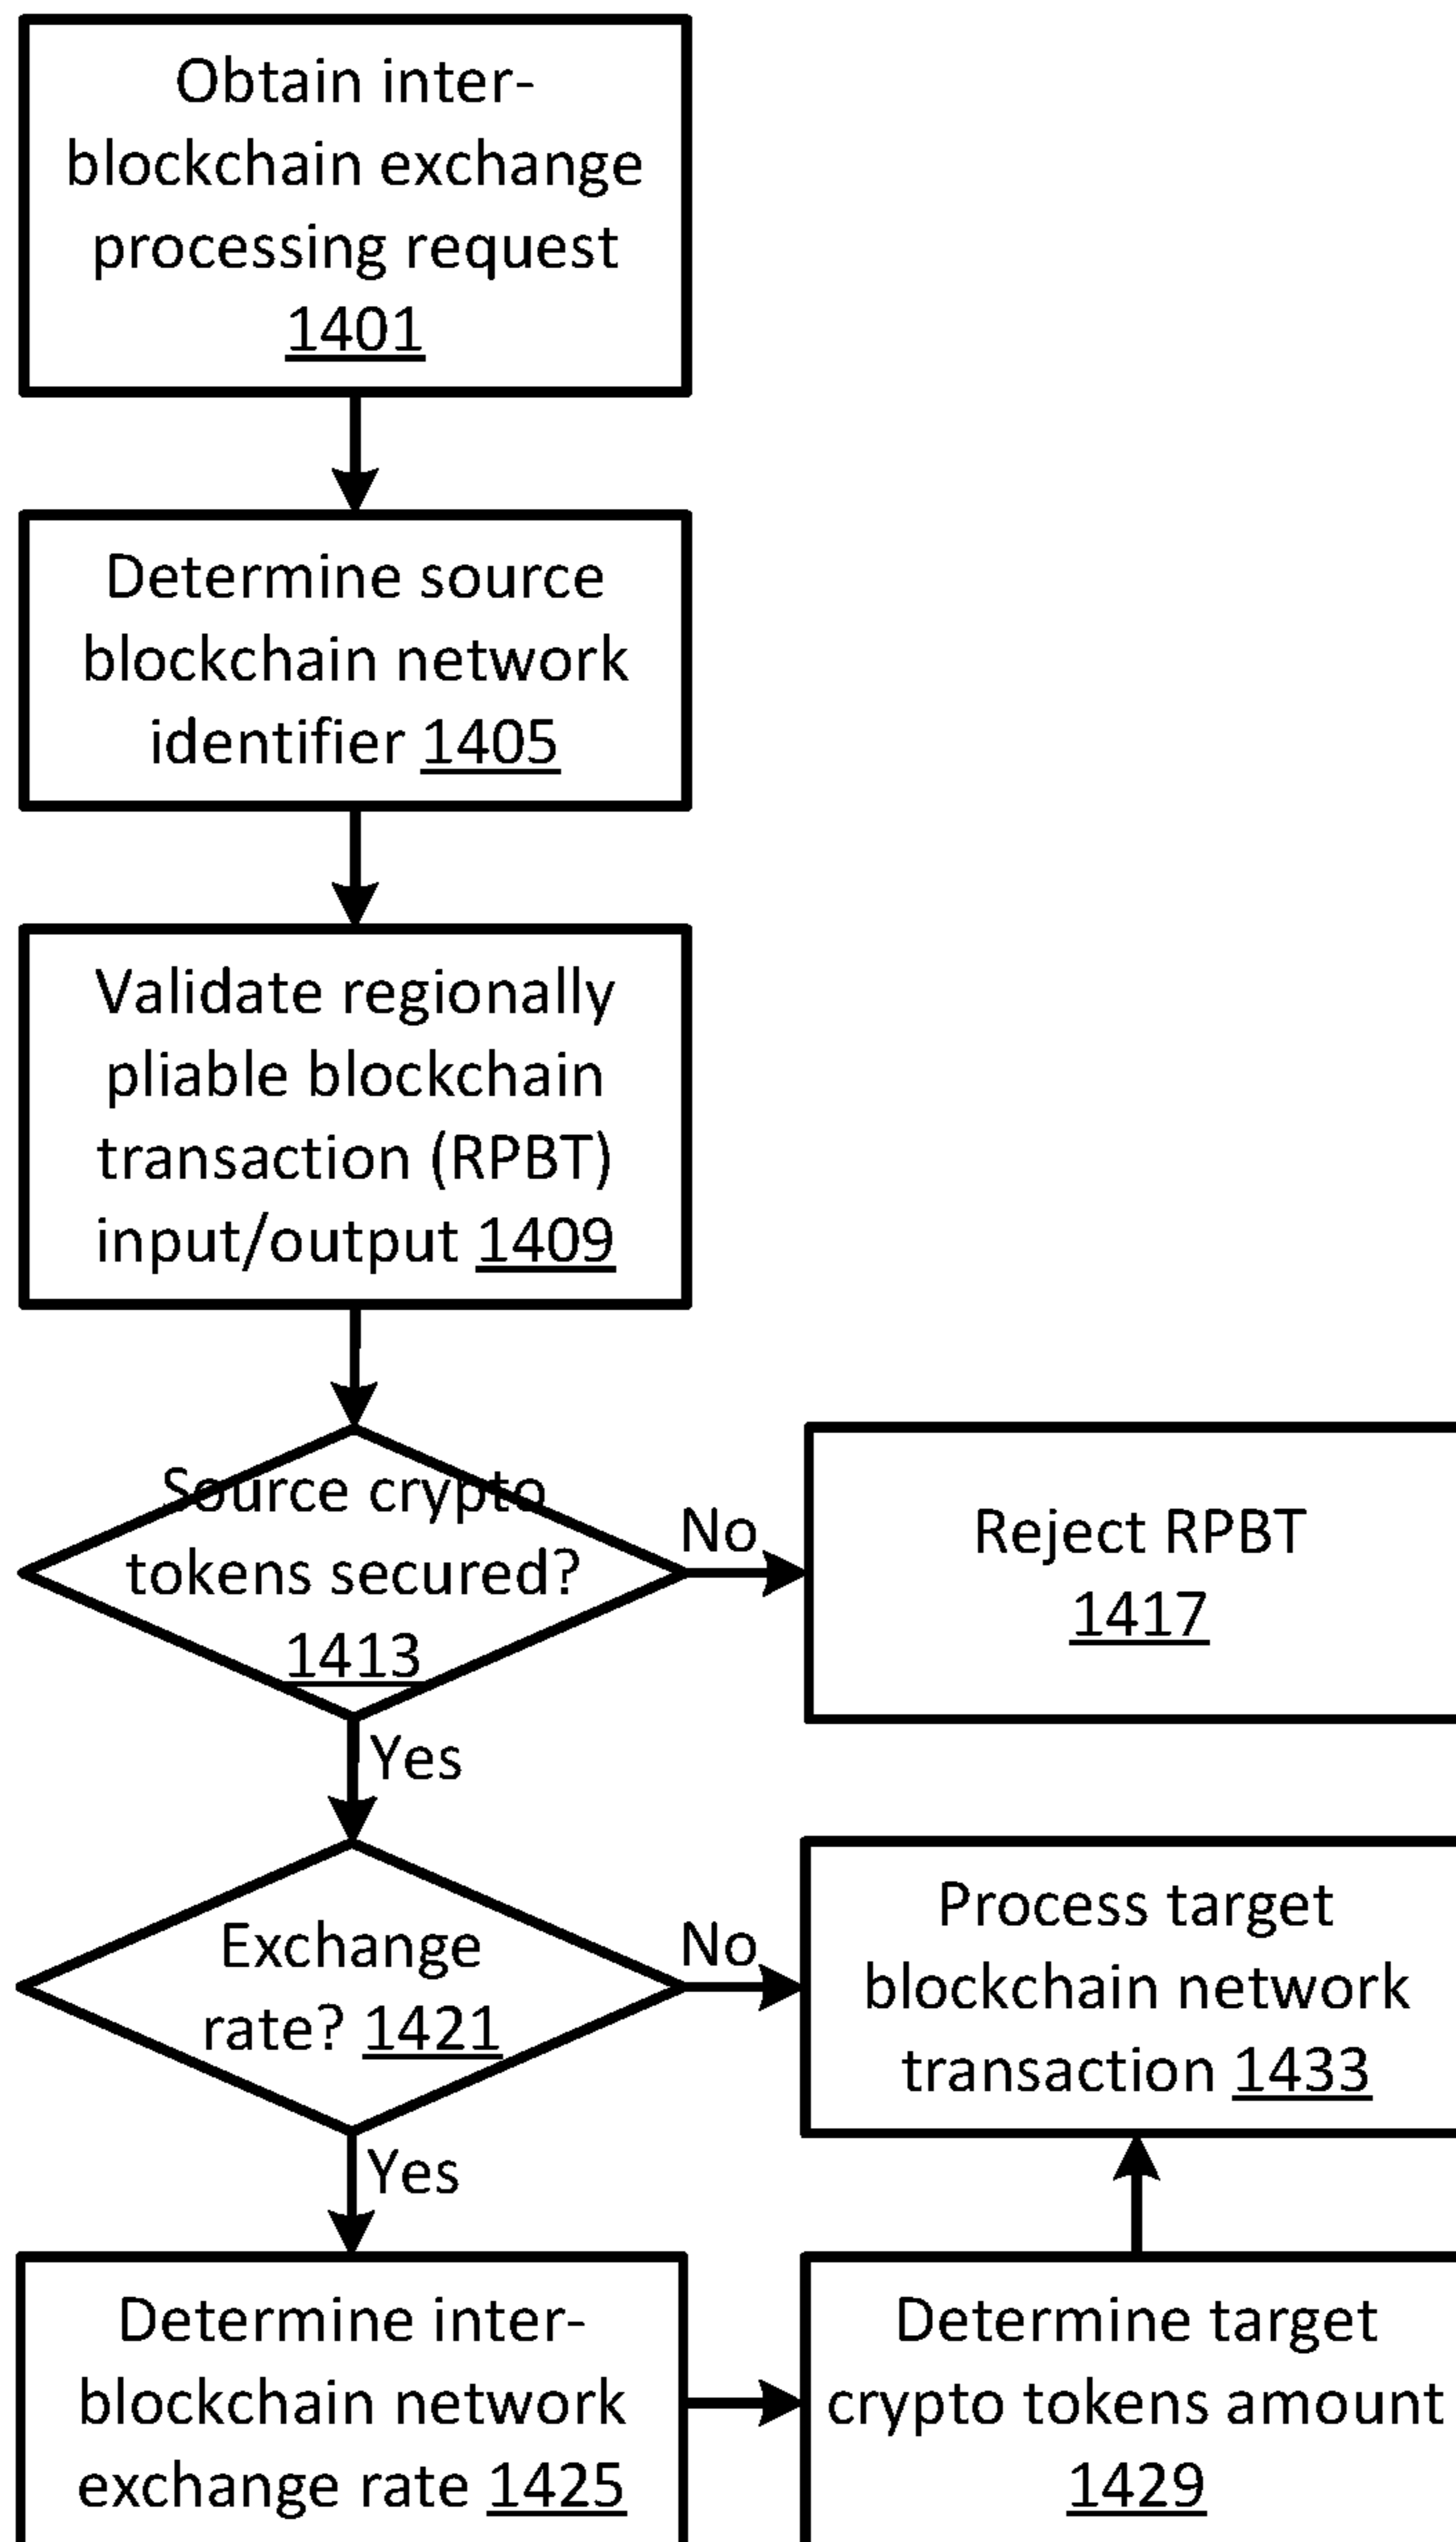 Obtain inter-
blockchain exchange
processing request
1401
Determine source
blockchain network
identifier 1405
Validate regionally
pliable blockchain
transaction (RPBT)
input/output 1409
Source crypto
tokens secured?
1413
No
Reject RPBT
1417
Yes
Exchange
rate? 1421
No
Process target
blockchain network
transaction 1433
Yes
Determine inter-
blockchain network
exchange rate 1425
Determine target
crypto tokens amount
1429